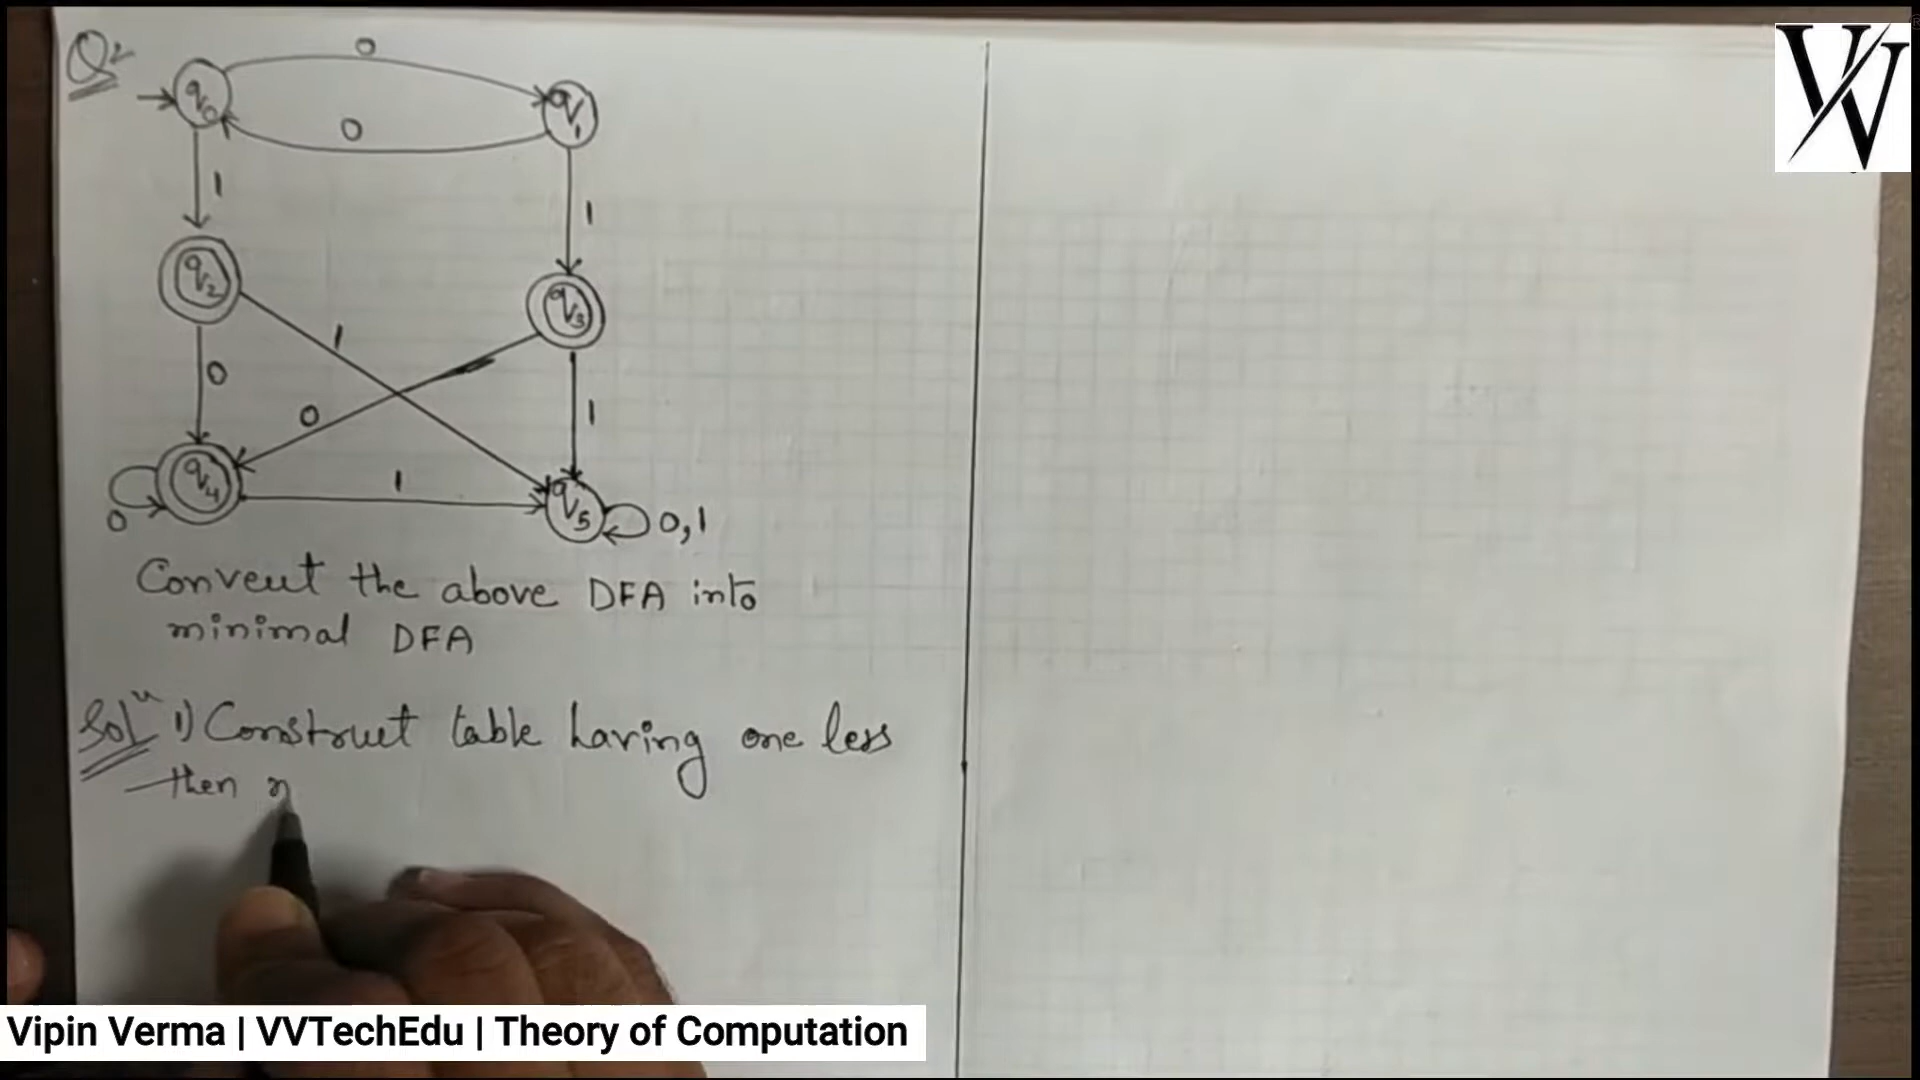 Q2
0
q0
q1
0
1
1
q2
q3
1
0
0
1
q4
1
q5
0
0,1
Convert the above DFA into
minimal DFA
Solⁿ 1) Construct table having one less
then n
VV
Vipin Verma | VVTechEdu | Theory of Computation